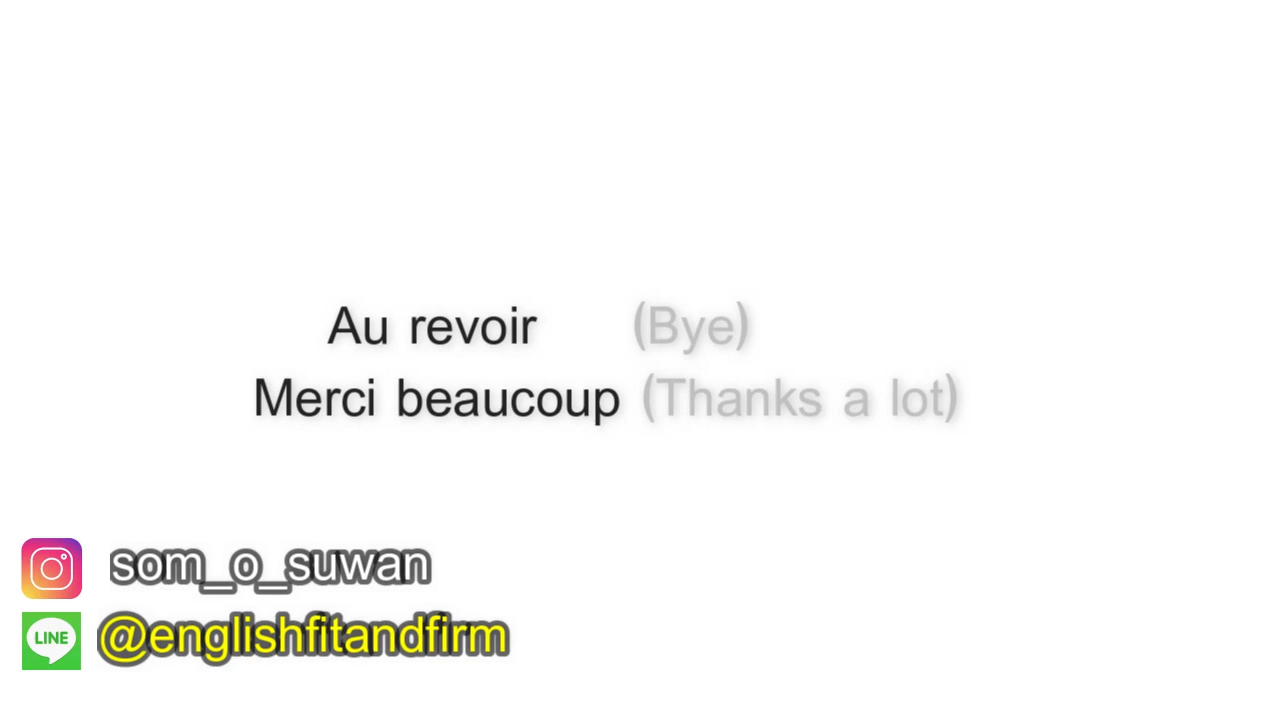 Au revoir (Bye)
Merci beaucoup (Thanks a lot)
som_o_suwan
LINE @englishfitandfirm